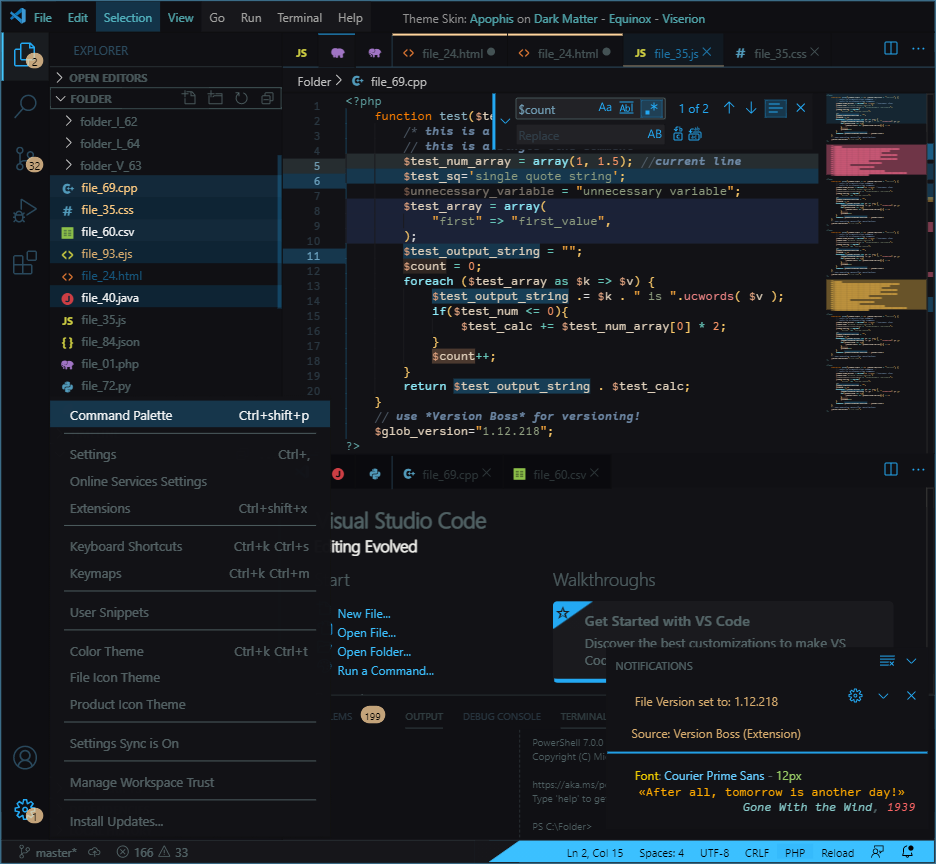 File Edit Selection View Go Run Terminal Help Theme Skin: Apophis on Dark Matter - Equinox - Viserion
2 EXPLORER JS file_24.html file_24.html JS file_35.js # file_35.css
OPEN EDITORS
FOLDER
Folder > file_69.cpp
folder_I_62
folder_L_64
32 folder_V_63
file_69.cpp
# file_35.css
file_60.csv
file_93.ejs
file_24.html
file_40.java
JS file_35.js
{} file_84.json
file_01.php
file_72.py
1 <?php
2 function test($te
3 /* this is a
4 // this is a
5 $test_num_array = array(1, 1.5); //current line
6 $test_sq='single quote string';
7 $unnecessary_variable = "unnecessary variable";
8 $test_array = array(
9 "first" => "first_value",
10 );
11 $test_output_string = "";
12 $count = 0;
13 foreach ($test_array as $k => $v) {
14 $test_output_string .= $k . " is ".ucwords( $v );
15 if($test_num <= 0){
16 $test_calc += $test_num_array[0] * 2;
17 }
18 $count++;
19 }
20 return $test_output_string . $test_calc;
}
// use *Version Boss* for versioning!
$glob_version="1.12.218";
?>
$count Aa Abl .* 1 of 2
Replace AB
Command Palette Ctrl+shift+p
Settings Ctrl+,
Online Services Settings
Extensions Ctrl+shift+x
Keyboard Shortcuts Ctrl+k Ctrl+s
Keymaps Ctrl+k Ctrl+m
User Snippets
Color Theme Ctrl+k Ctrl+t
File Icon Theme
Product Icon Theme
Settings Sync is On
Manage Workspace Trust
Install Updates...
1
file_69.cpp file_60.csv
isual Studio Code
iting Evolved
art
New File...
Open File...
Open Folder...
Run a Command...
Walkthroughs
Get Started with VS Code
Discover the best customizations to make VS
Coc
EMS 199 OUTPUT DEBUG CONSOLE TERMINAL
PowerShell 7.0.0
Copyright (C) Mi
https://aka.ms/p
Type 'help' to ge
PS C:\Folder>
NOTIFICATIONS
File Version set to: 1.12.218
Source: Version Boss (Extension)
Font: Courier Prime Sans - 12px
«After all, tomorrow is another day!»
Gone With the Wind, 1939
master* 166 33 Ln 2, Col 15 Spaces: 4 UTF-8 CRLF PHP Reload